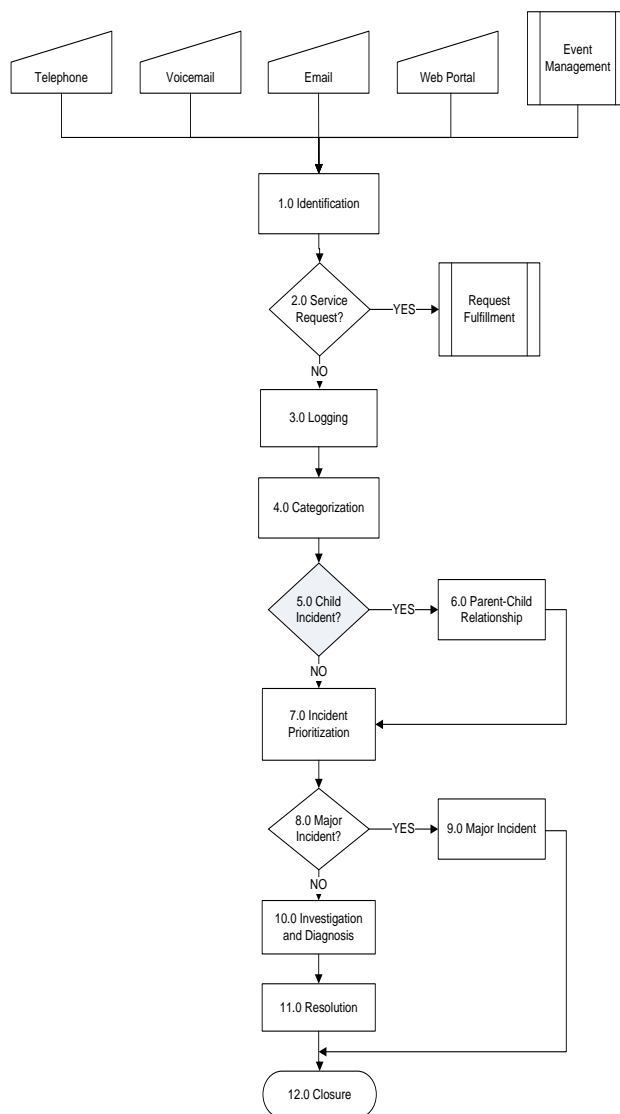 Telephone
Voicemail
Email
Web Portal
Event
Management
1.0 Identification
2.0 Service
Request?
YES
Request
Fulfillment
NO
3.0 Logging
4.0 Categorization
5.0 Child
Incident?
YES
6.0 Parent-Child
Relationship
NO
7.0 Incident
Prioritization
8.0 Major
Incident?
YES
9.0 Major Incident
NO
10.0 Investigation
and Diagnosis
11.0 Resolution
12.0 Closure